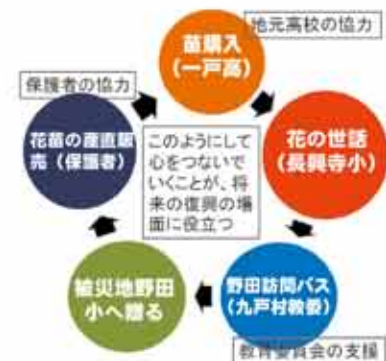 地元高校の協力
苗購入
（一戸高）
保護者の協力
花苗の産直販
売（保護者）
このようにして
心をつないで
いくことが、将
来の復興の場
面に役立つ
花の世話
（長興寺小）
被災地野田
小へ贈る
野田訪問バス
（九戸村教委）
教育委員会の支援